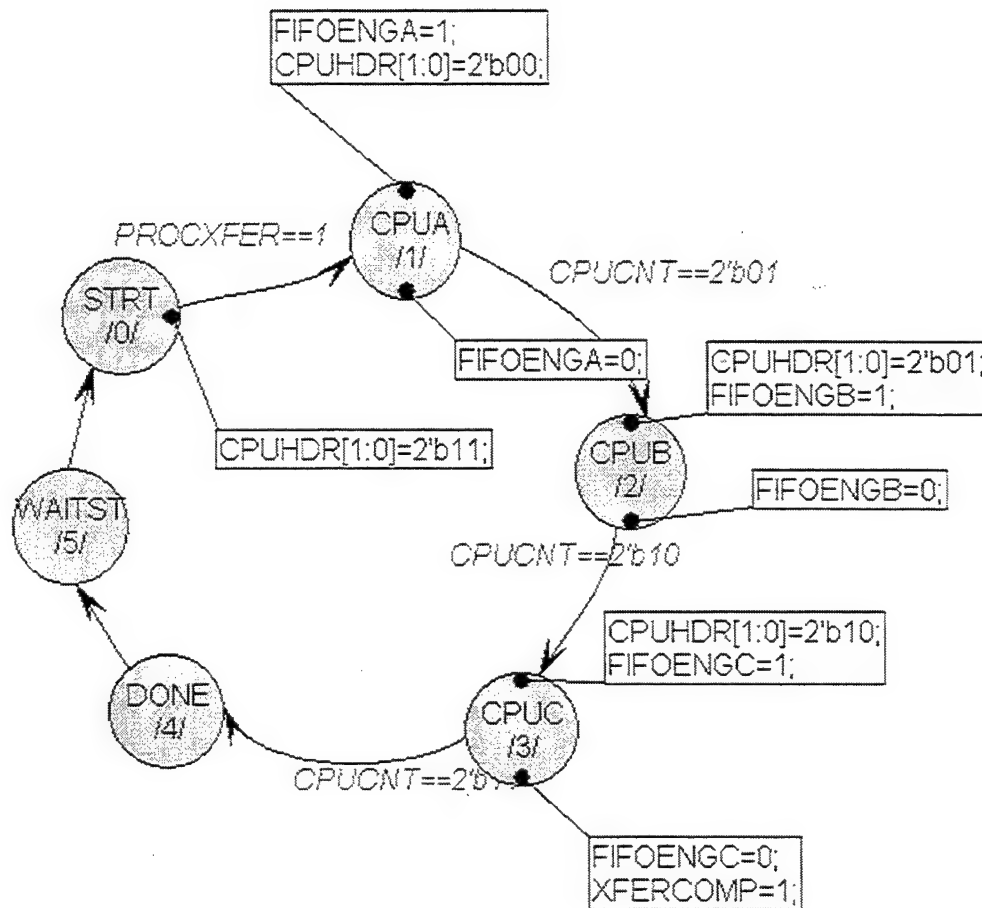 FIFOENGA=1;
CPUHDR[1:0]=2'b00;
CPUA
/1/
PROCXFER==1
STRT
/0/
CPUCNT==2'b01
FIFOENGA=0;
CPUHDR[1:0]=2'b01;
FIFOENGB=1;
CPUHDR[1:0]=2'b11;
CPUB
/2/
FIFOENGB=0;
WAITST
/5/
CPUCNT==2'b10
CPUHDR[1:0]=2'b10;
FIFOENGC=1;
DONE
/4/
CPUC
/3/
CPUCNT==2'b
FIFOENGC=0;
XFERCOMP=1;